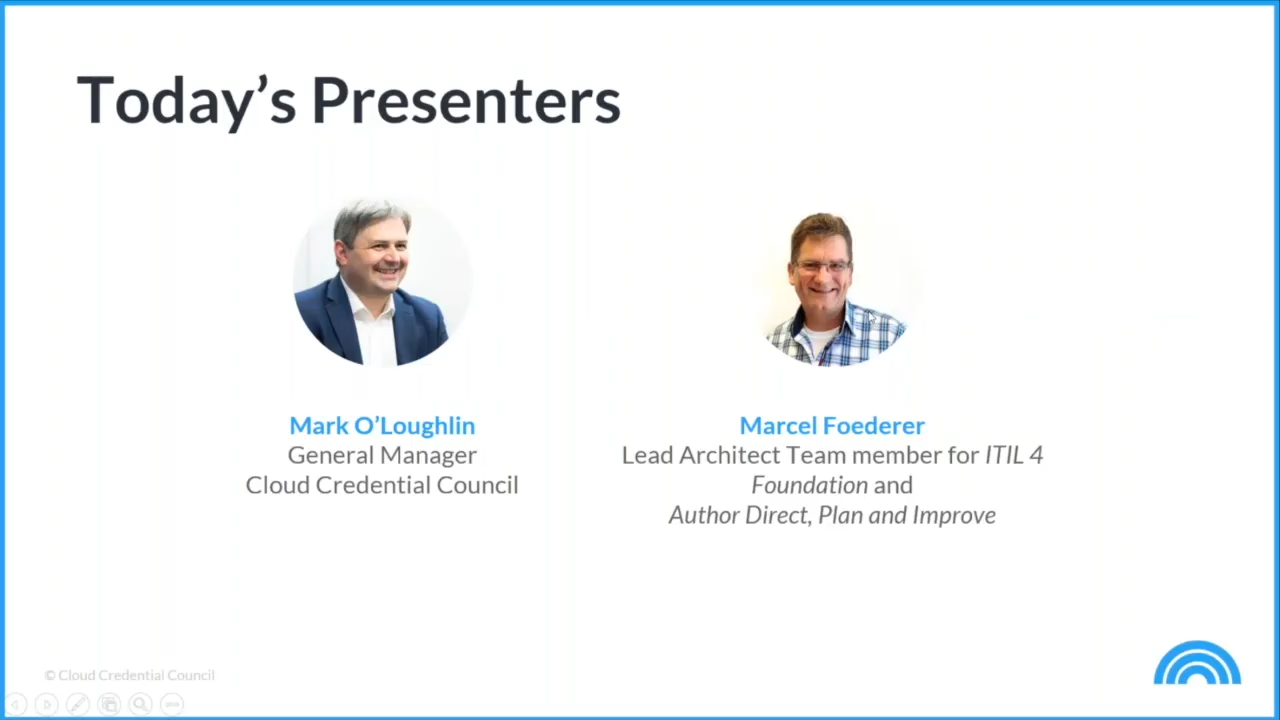 Today’s Presenters
Mark O’Loughlin
General Manager
Cloud Credential Council
Marcel Foederer
Lead Architect Team member for ITIL 4
Foundation and
Author Direct, Plan and Improve
© Cloud Credential Council